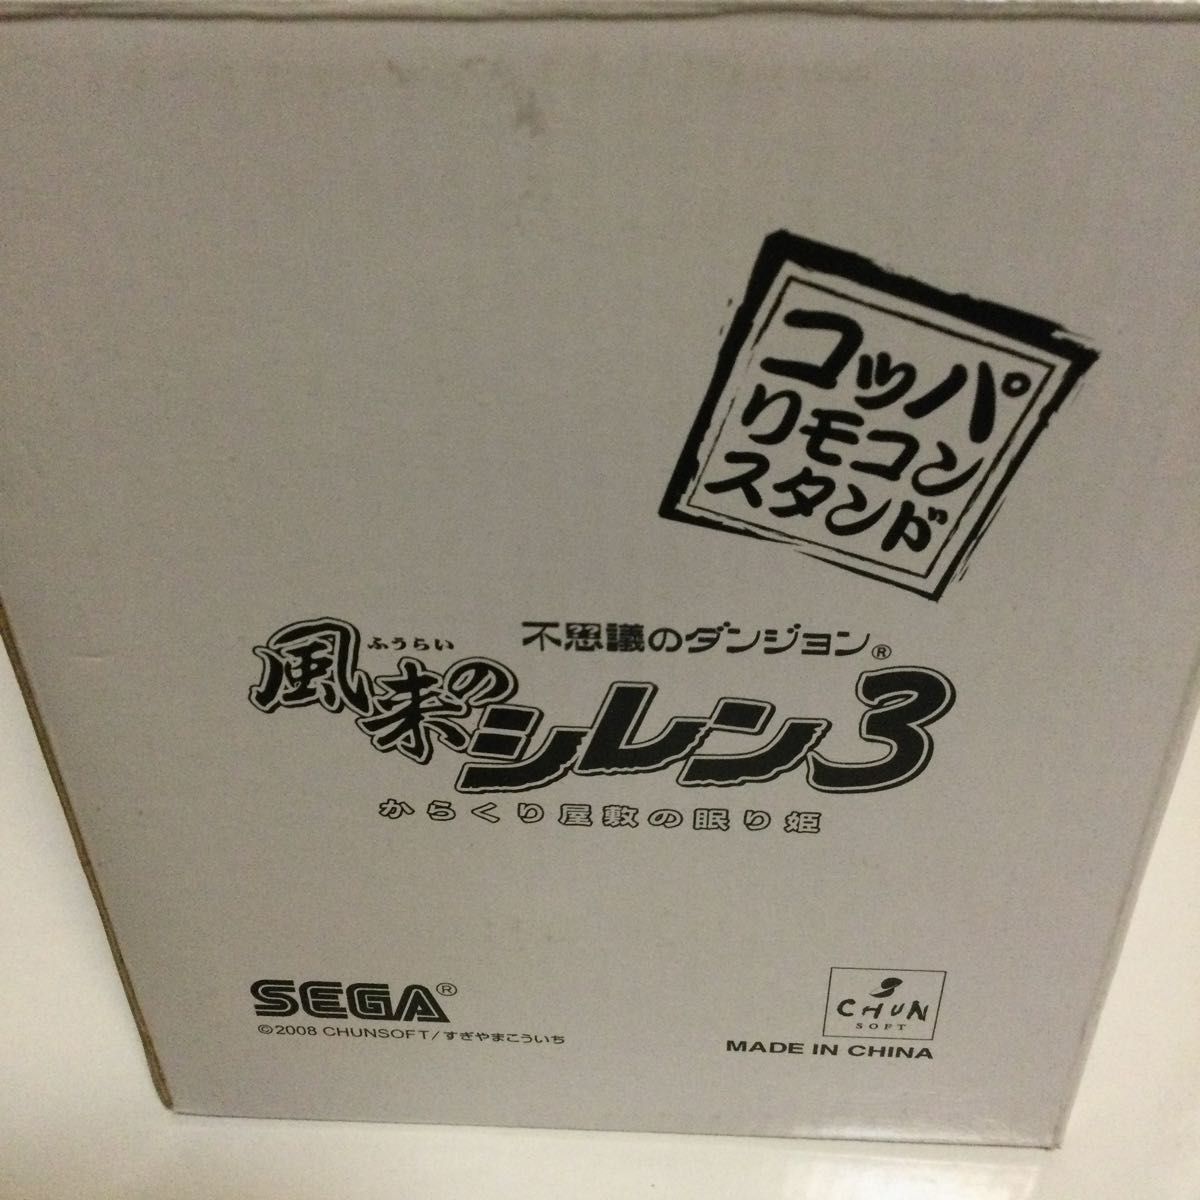 コッパ
リモコン
スタンド
不思議のダンジョン®
ふうらい
風来のシレン3
からくり屋敷の眠り姫
SEGA®
©2008 CHUNSOFT/すぎやまこういち
CHUN
SOFT
MADE IN CHINA